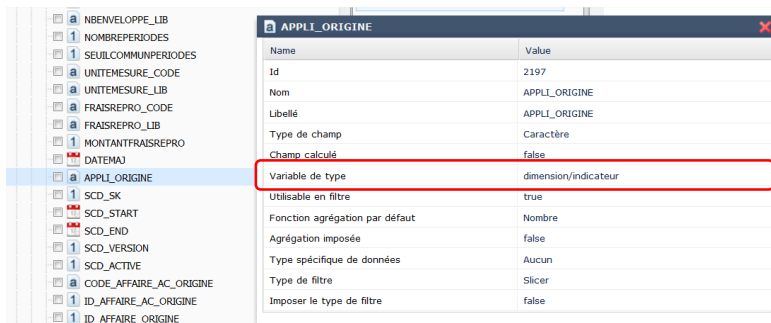 NBENVELOPPE_LIB
NOMBREPERIODES
SEUILCOMMUNPERIODES
UNITEMESURE_CODE
UNITEMESURE_LIB
FRAISREPRO_CODE
FRAISREPRO_LIB
MONTANTFRAISREPRO
DATEMAJ
APPLI_ORIGINE
SCD_SK
SCD_START
SCD_END
SCD_VERSION
SCD_ACTIVE
CODE_AFFAIRE_AC_ORIGINE
ID_AFFAIRE_AC_ORIGINE
ID_AFFAIRE_ORIGINE
APPLI_ORIGINE
Name Value
Id 2197
Nom APPLI_ORIGINE
Libellé APPLI_ORIGINE
Type de champ Caractère
Champ calculé false
Variable de type dimension/indicateur
Utilisable en filtre true
Fonction agrégation par défaut Nombre
Agrégation imposée false
Type spécifique de données Aucun
Type de filtre Slicer
Imposer le type de filtre false